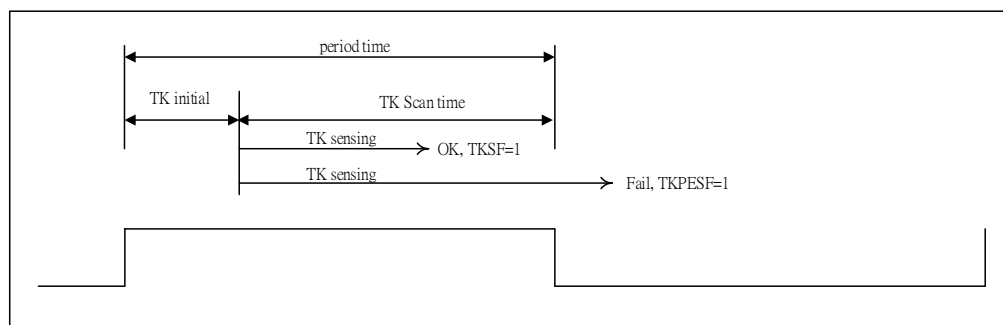 period time
TK initial
TK Scan time
TK sensing
OK, TKSF=1
TK sensing
Fail, TKPESF=1